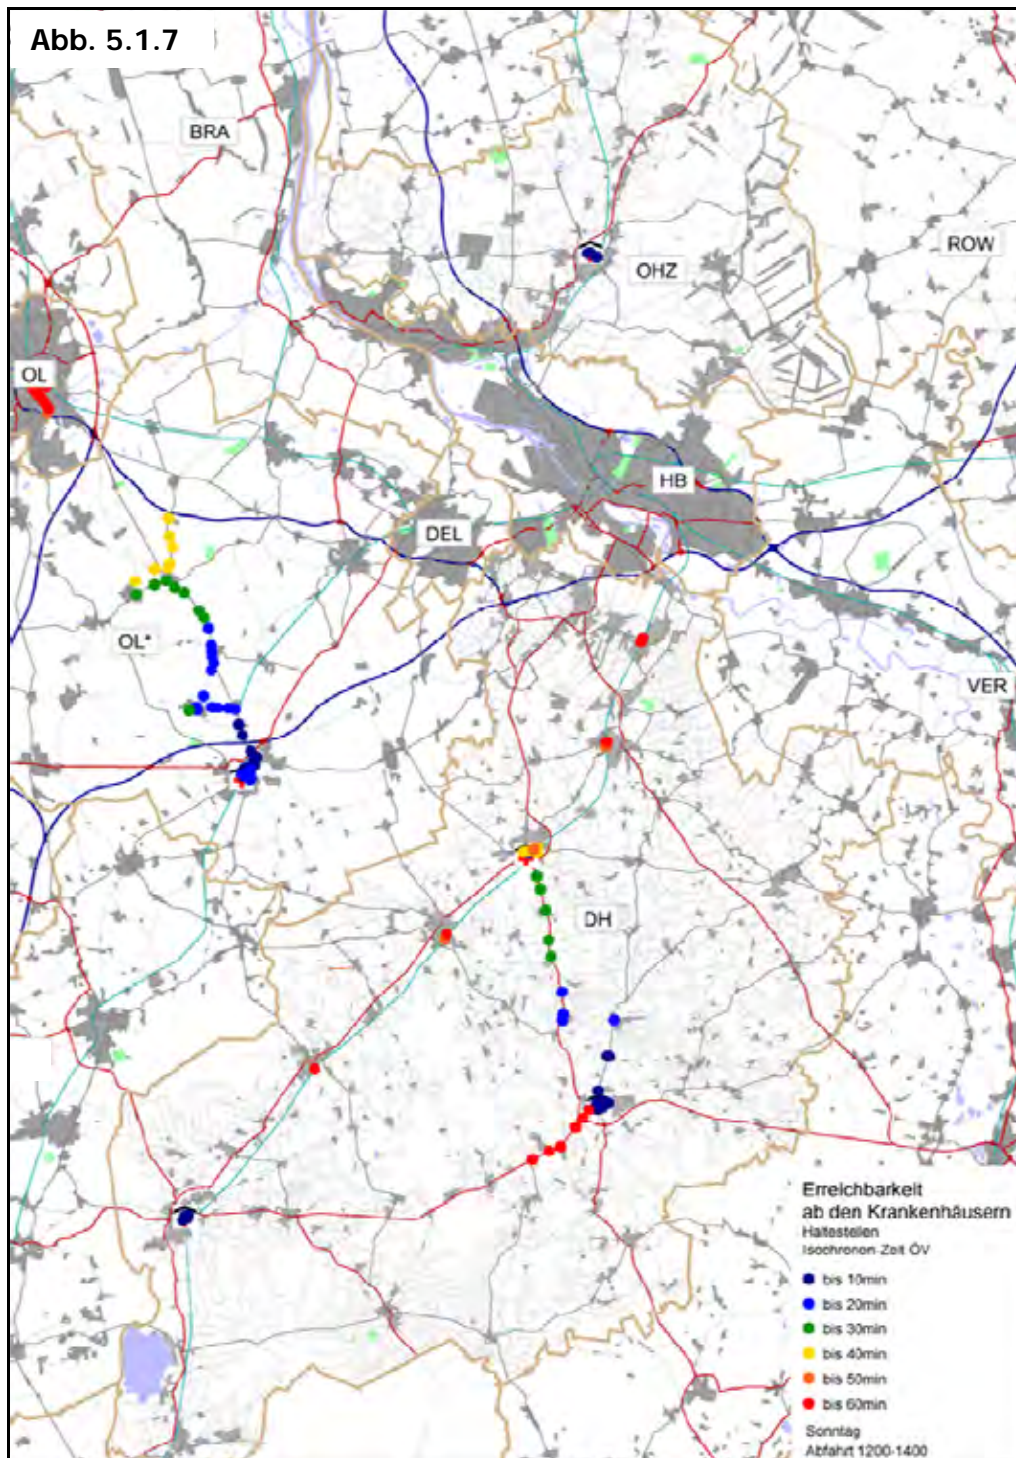 Abb. 5.1.7
BRA
ROW
OHZ
OL
HB
DEL
OL*
VER
DH
Erreichbarkeit
ab den Krankenhäusern
Haltestellen
Isochronen-Zeit ÖV
bis 10min
bis 20min
bis 30min
bis 40min
bis 50min
bis 60min
Sonntag
Abfahrt 1200-1400